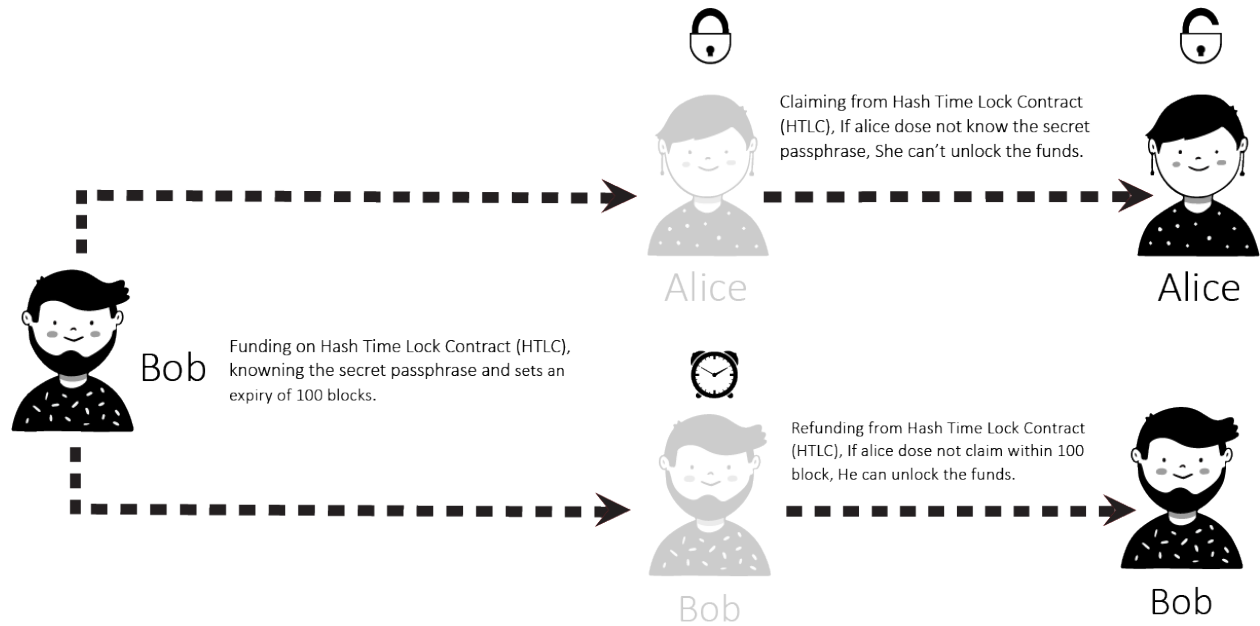 Claiming from Hash Time Lock Contract
(HTLC), If alice dose not know the secret
passphrase, She can't unlock the funds.
Alice
Alice
Bob
Funding on Hash Time Lock Contract (HTLC),
knowning the secret passphrase and sets an
expiry of 100 blocks.
Refunding from Hash Time Lock Contract
(HTLC), If alice dose not claim within 100
block, He can unlock the funds.
Bob
Bob